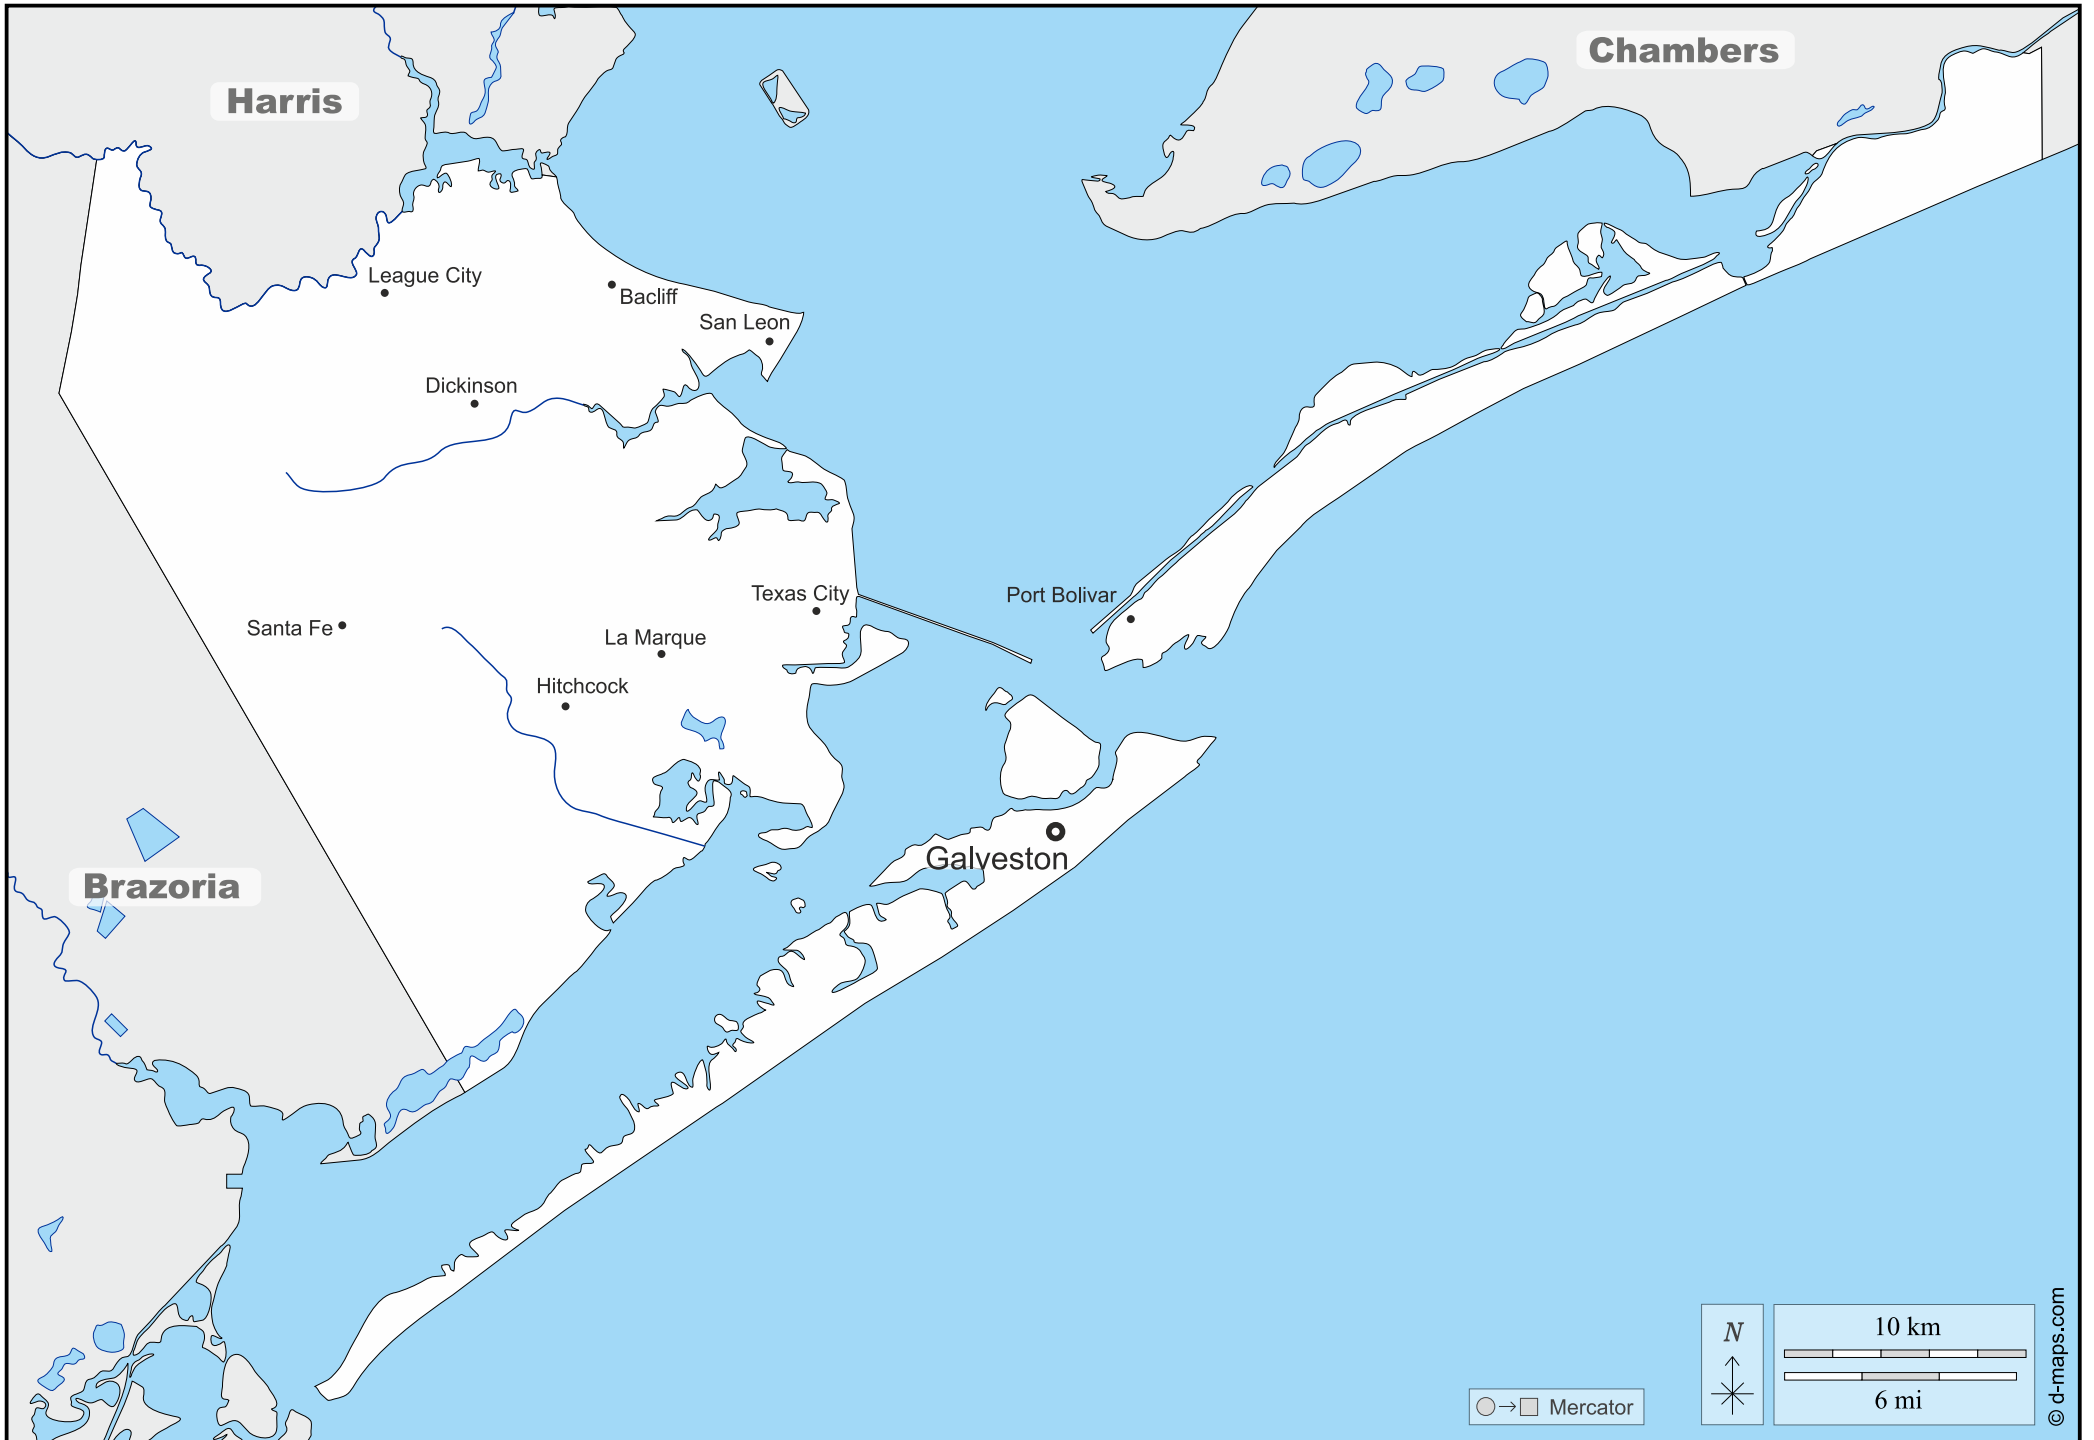 Chambers
Harris
League City
Bacliff
San Leon
Dickinson
Texas City
Port Bolivar
Santa Fe
La Marque
Hitchcock
Galveston
Brazoria
N
10 km
6 mi
Mercator
© d-maps.com